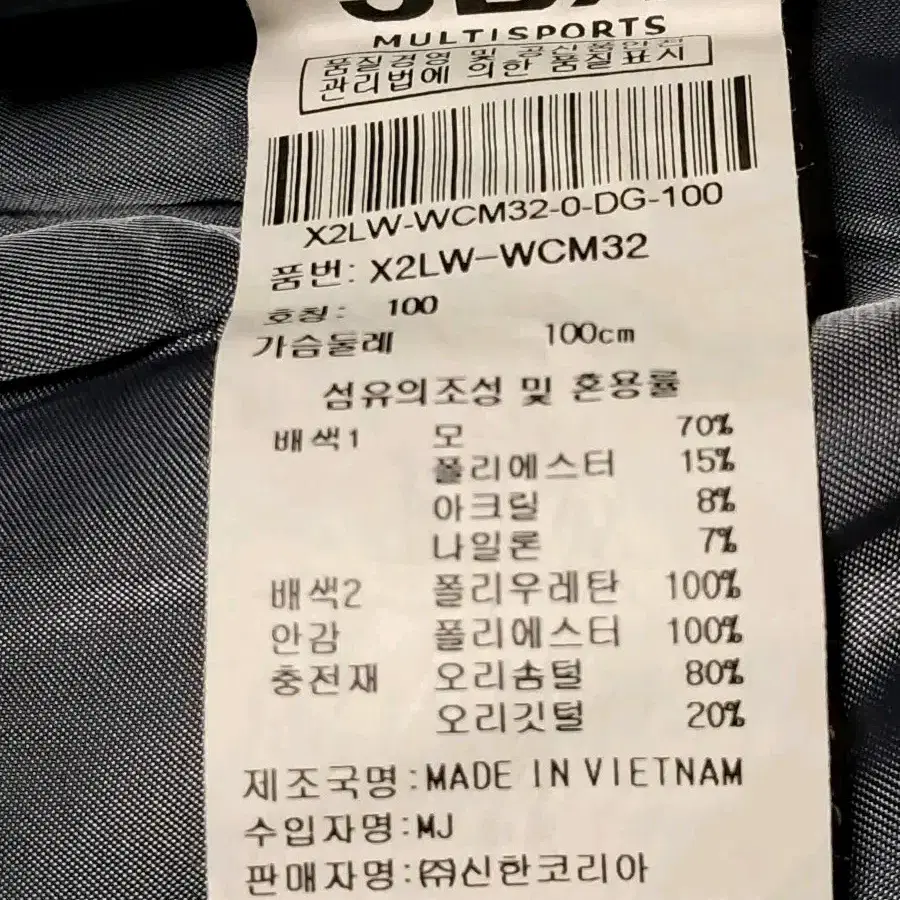 MULTISPORTS
품질경영 및 공산품안전
관리법에 의한 품질표시
X2LW-WCM32-0-DG-100
품번: X2LW-WCM32
호칭: 100
가슴둘레 100cm
섬유의조성 및 혼용률
배색1 모 70%
폴리에스터 15%
아크릴 8%
나일론 7%
배색2 폴리우레탄 100%
안감 폴리에스터 100%
충전재 오리솜털 80%
오리깃털 20%
제조국명:MADE IN VIETNAM
수입자명:MJ
판매자명:㈜신한코리아